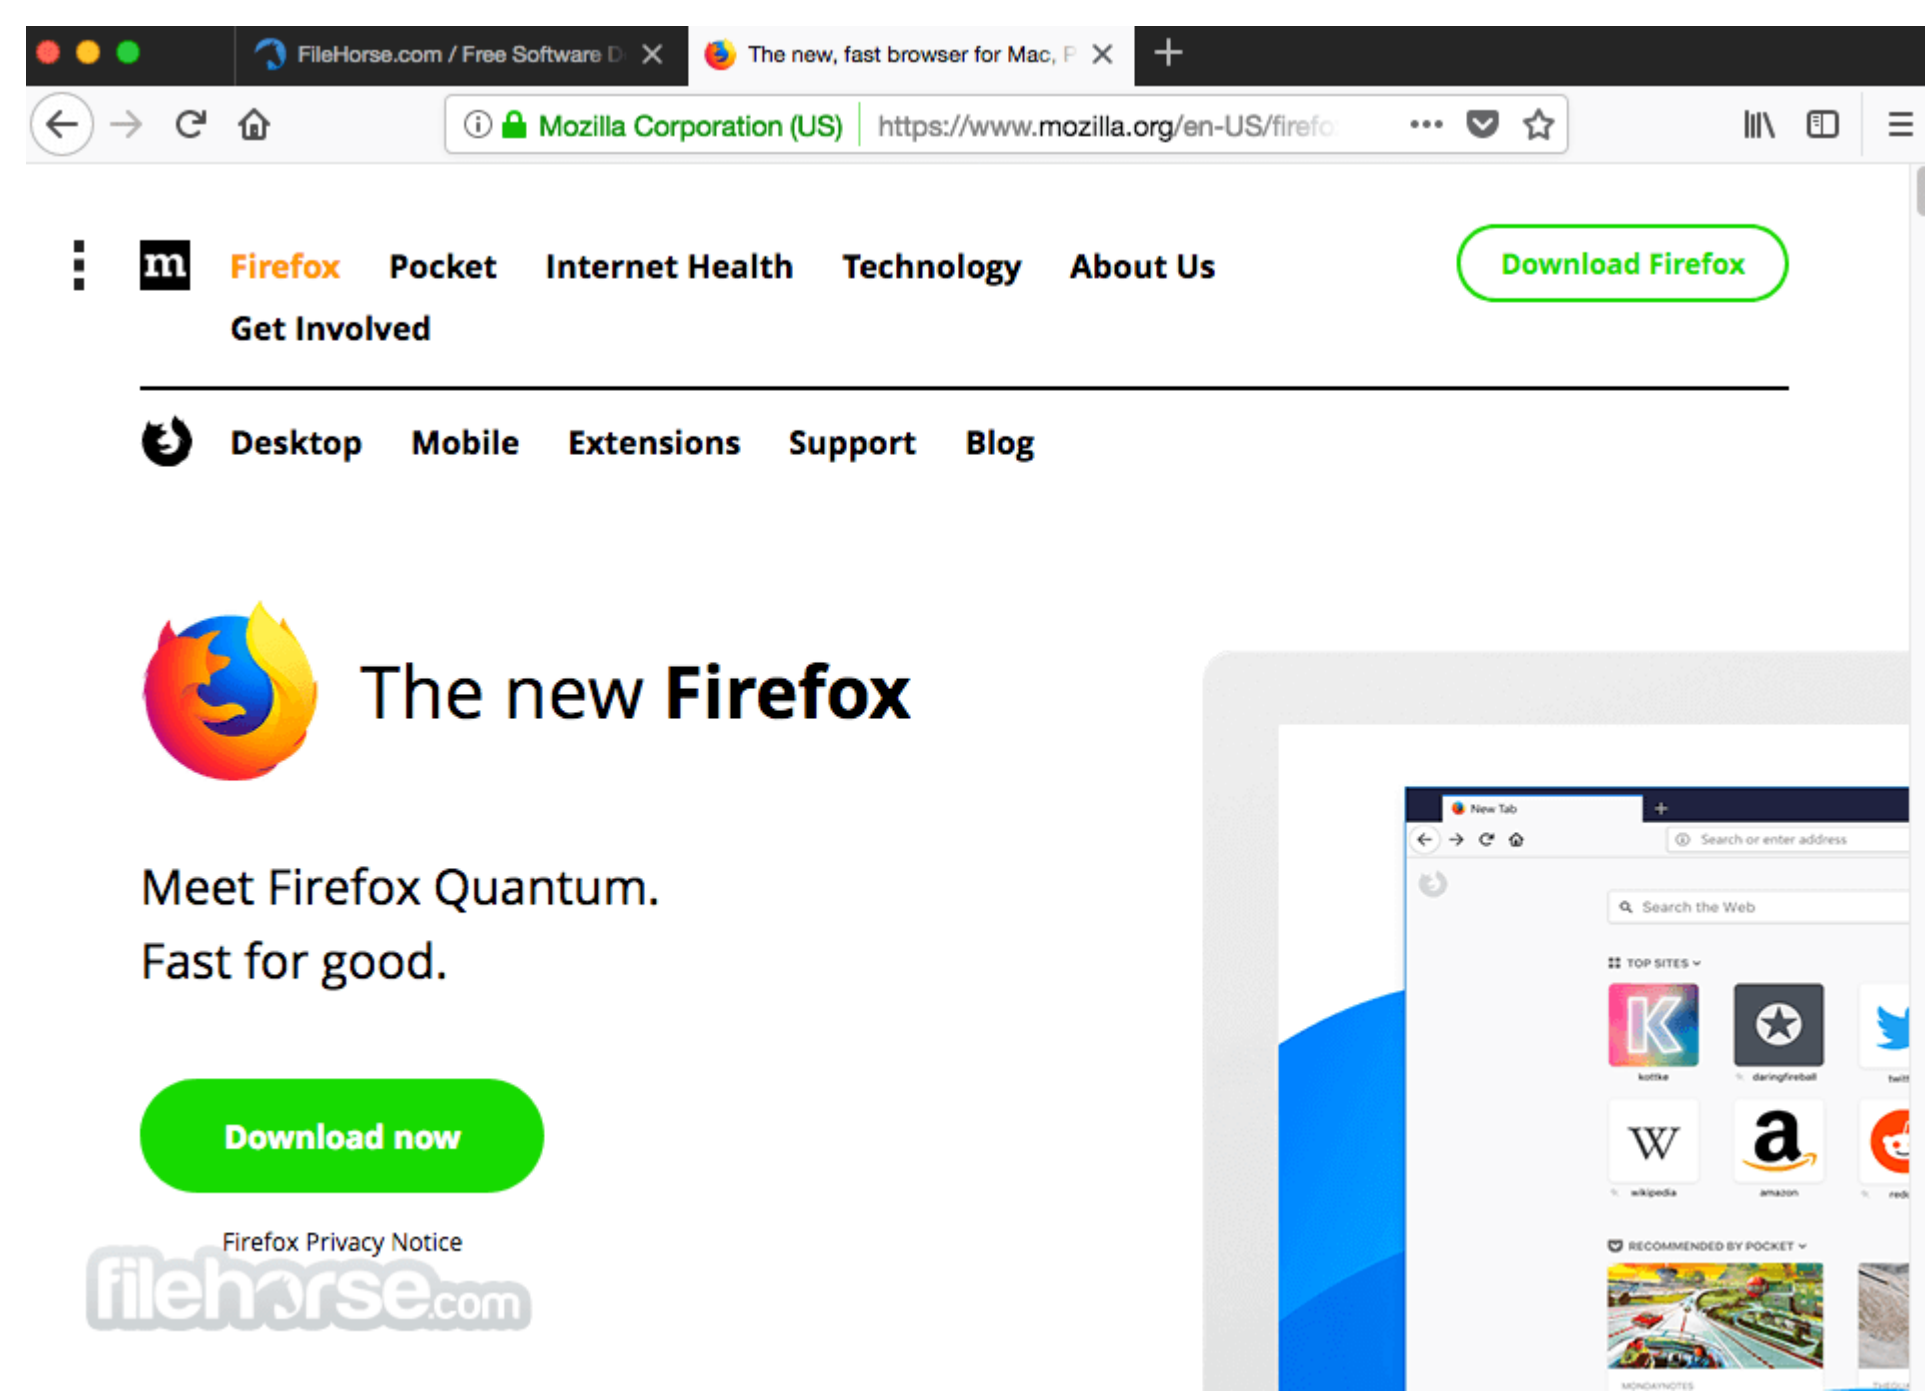 FileHorse.com / Free Software D
The new, fast browser for Mac, P
Mozilla Corporation (US)
https://www.mozilla.org/en-US/firefo
m
Firefox Pocket Internet Health Technology About Us
Get Involved
Download Firefox
Desktop Mobile Extensions Support Blog
The new Firefox
Meet Firefox Quantum.
Fast for good.
Download now
Firefox Privacy Notice
filehorse.com
New Tab
Search or enter address
Search the Web
TOP SITES
K
kottke daringfireball twitt
W a
wikipedia amazon redd
RECOMMENDED BY POCKET
MONDAYNOTES